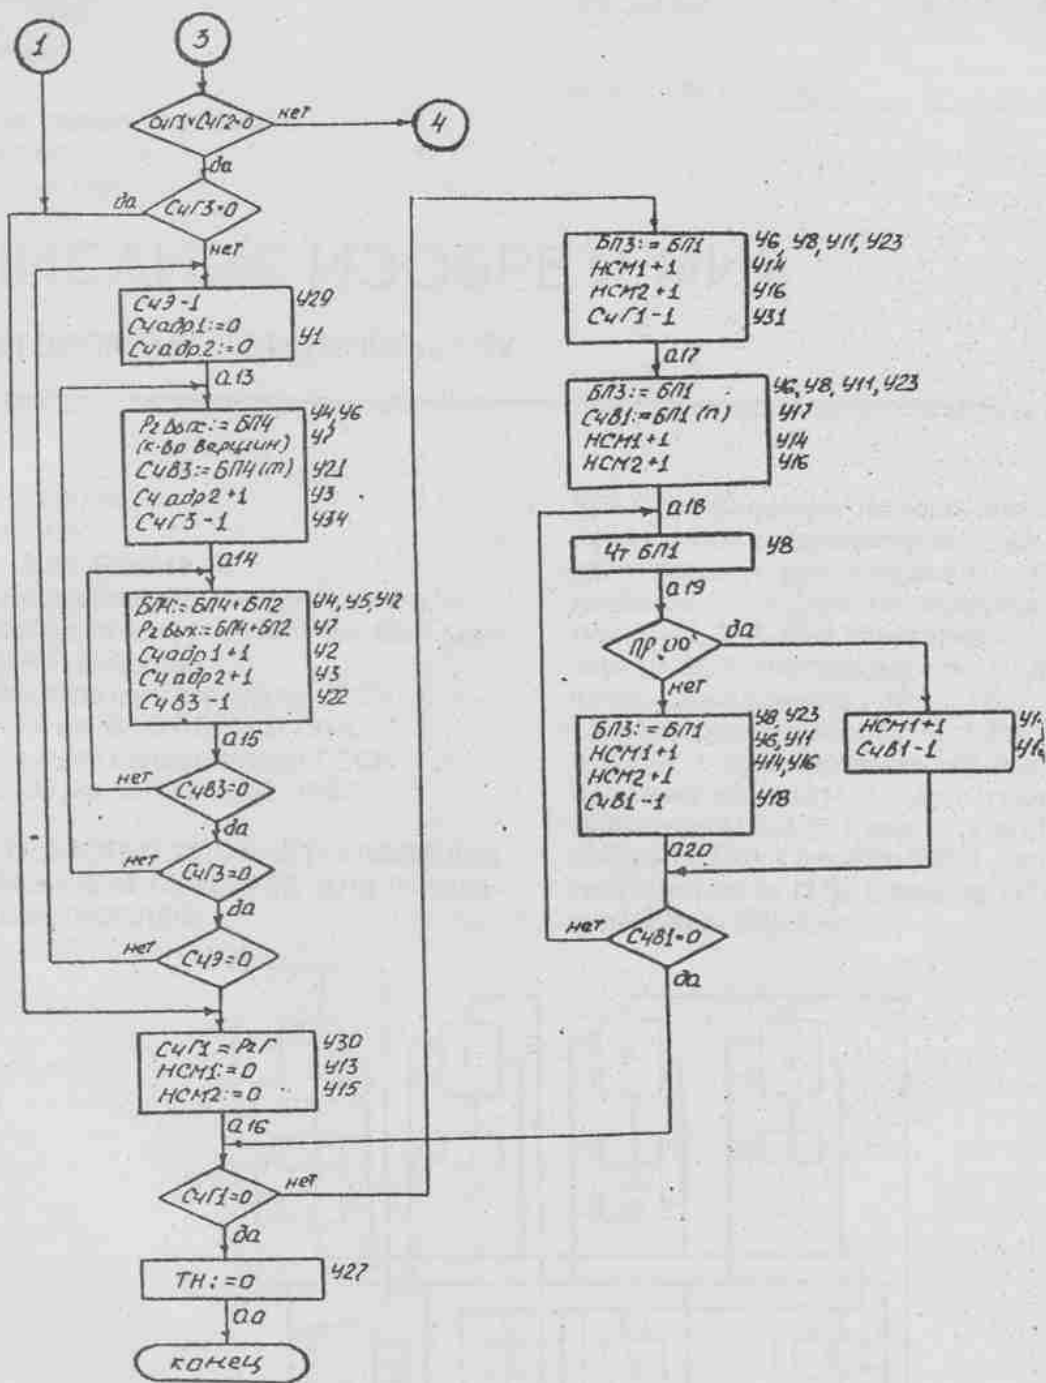 1
3
СчГ1∨СчГ2=0
нет
4
да
СчГ3=0
да
нет
СчЭ-1
У29
Счадр1:=0
У1
Счадр2:=0
а13
РгВых:=БП4
У4, У6
(к-во вершин)
У7
СчВ3:=БП4(m)
У21
Счадр2+1
У3
СчГ3-1
У34
а14
БП4:=БП4+БП2
У4, У5, У12
РгВых:=БП4+БП2
У7
Счадр1+1
У2
Счадр2+1
У3
СчВ3-1
У22
а15
нет
СчВ3=0
да
нет
СчГ3=0
да
нет
СчЭ=0
СчГ1=РгГ
У30
НСМ1:=0
У13
НСМ2:=0
У15
а16
СчГ1=0
нет
да
ТН:=0
У27
а0
конец
БП3:=БП1
У6, У8, У11, У23
НСМ1+1
У14
НСМ2+1
У16
СчГ1-1
У31
а17
БП3:=БП1
У6, У8, У11, У23
СчВ1:=БП1(n)
У17
НСМ1+1
У14
НСМ2+1
У16
а18
Чт БП1
У8
а19
ПР„00"
да
нет
БП3:=БП1
У8, У23
НСМ1+1
У6, У11
НСМ2+1
У14, У16
СчВ1-1
У18
НСМ1+1
СчВ1-1
а20
нет
СчВ1=0
да